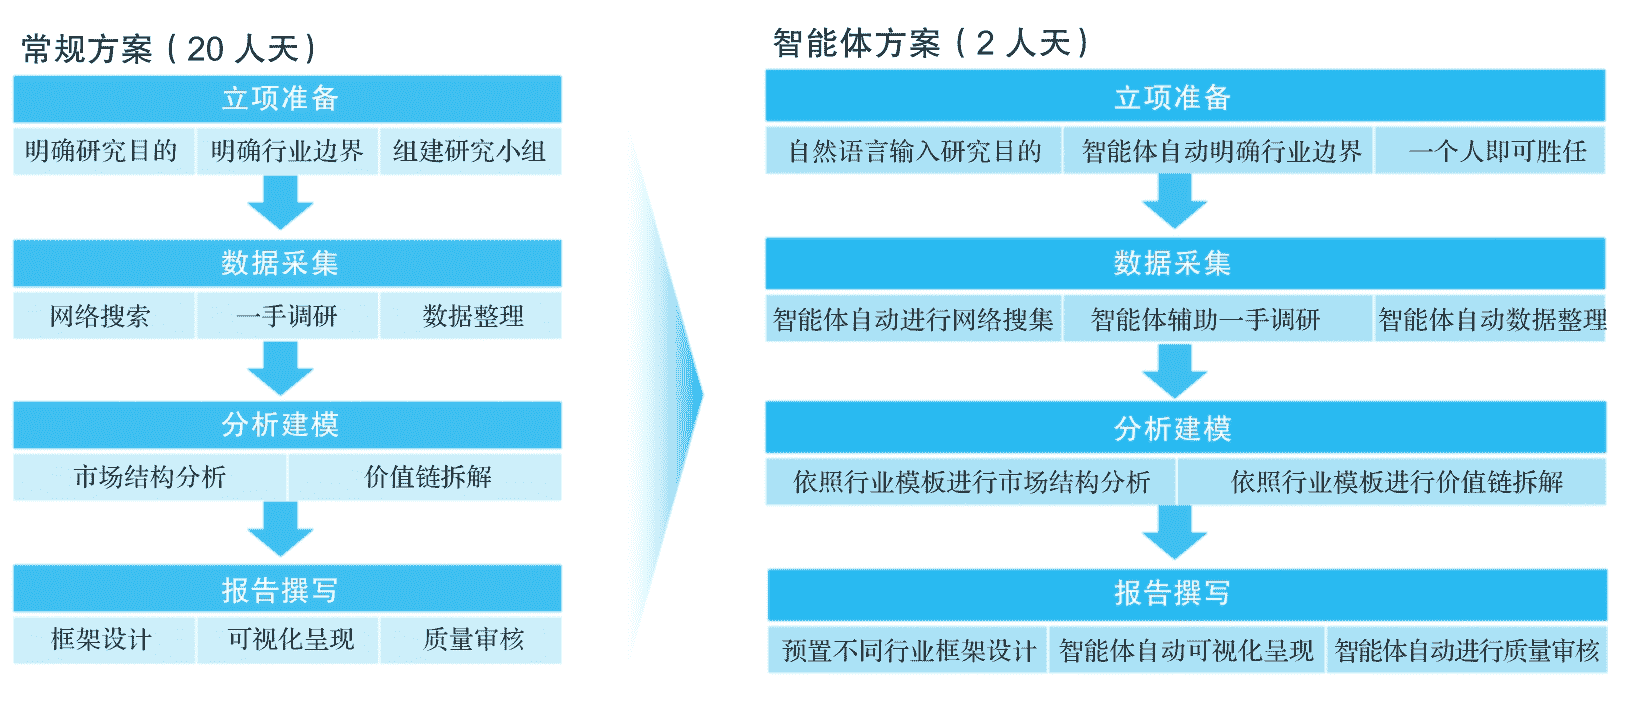 常规方案（20 人天）
立项准备
明确研究目的 明确行业边界 组建研究小组
数据采集
网络搜索 一手调研 数据整理
分析建模
市场结构分析 价值链拆解
报告撰写
框架设计 可视化呈现 质量审核
智能体方案（2 人天）
立项准备
自然语言输入研究目的 智能体自动明确行业边界 一个人即可胜任
数据采集
智能体自动进行网络搜集 智能体辅助一手调研 智能体自动数据整理
分析建模
依照行业模板进行市场结构分析 依照行业模板进行价值链拆解
报告撰写
预置不同行业框架设计 智能体自动可视化呈现 智能体自动进行质量审核